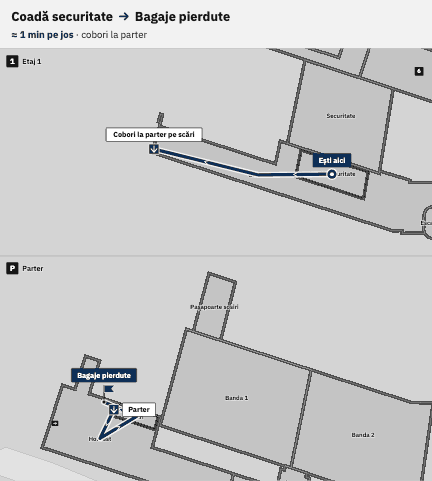 Coadă securitate → Bagaje pierdute
≈ 1 min pe jos · cobori la parter
1 Etaj 1
6
Securitate
Cobori la parter pe scări
Ești aici
P Parter
Pașapoarte sosiri
Bagaje pierdute
Parter
Banda 1
Banda 2